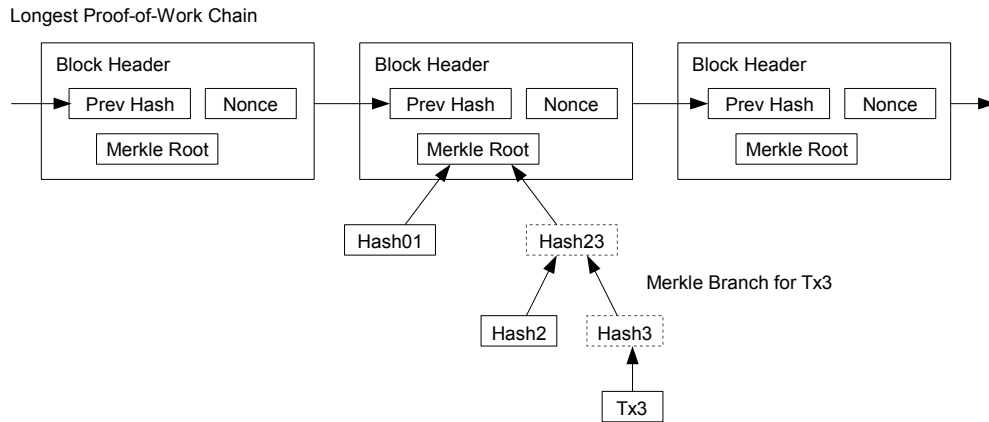 Longest Proof-of-Work Chain
Block Header
Block Header
Block Header
Prev Hash
Nonce
Prev Hash
Nonce
Prev Hash
Nonce
Merkle Root
Merkle Root
Merkle Root
Hash01
Hash23
Merkle Branch for Tx3
Hash2
Hash3
Tx3